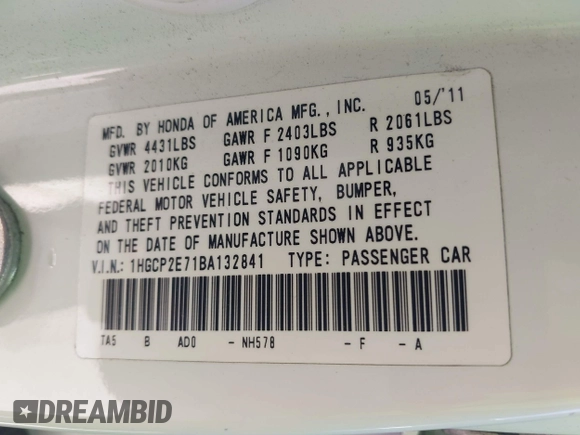 MFD. BY HONDA OF AMERICA MFG., INC. 05/'11
GVWR 4431LBS GAWR F 2403LBS R 2061LBS
GVWR 2010KG GAWR F 1090KG R 935KG
THIS VEHICLE CONFORMS TO ALL APPLICABLE
FEDERAL MOTOR VEHICLE SAFETY, BUMPER,
AND THEFT PREVENTION STANDARDS IN EFFECT
ON THE DATE OF MANUFACTURE SHOWN ABOVE.
V.I.N.: 1HGCP2E71BA132841 TYPE: PASSENGER CAR
TA5 B AD0 - NH578 - F - A
DREAMBID